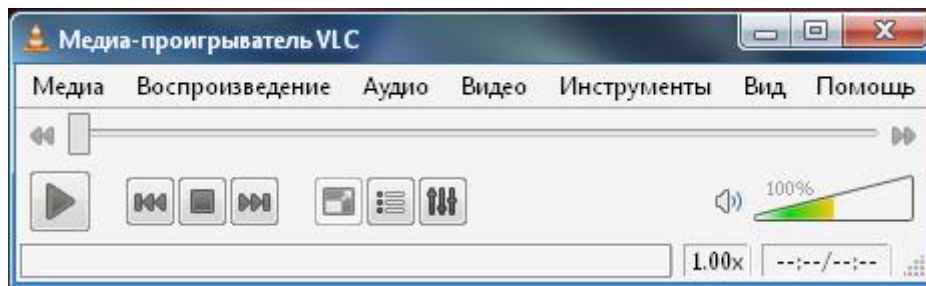 Медиа-проигрыватель VLC
Медиа Воспроизведение Аудио Видео Инструменты Вид Помощь
100%
1.00x --:--/--:--